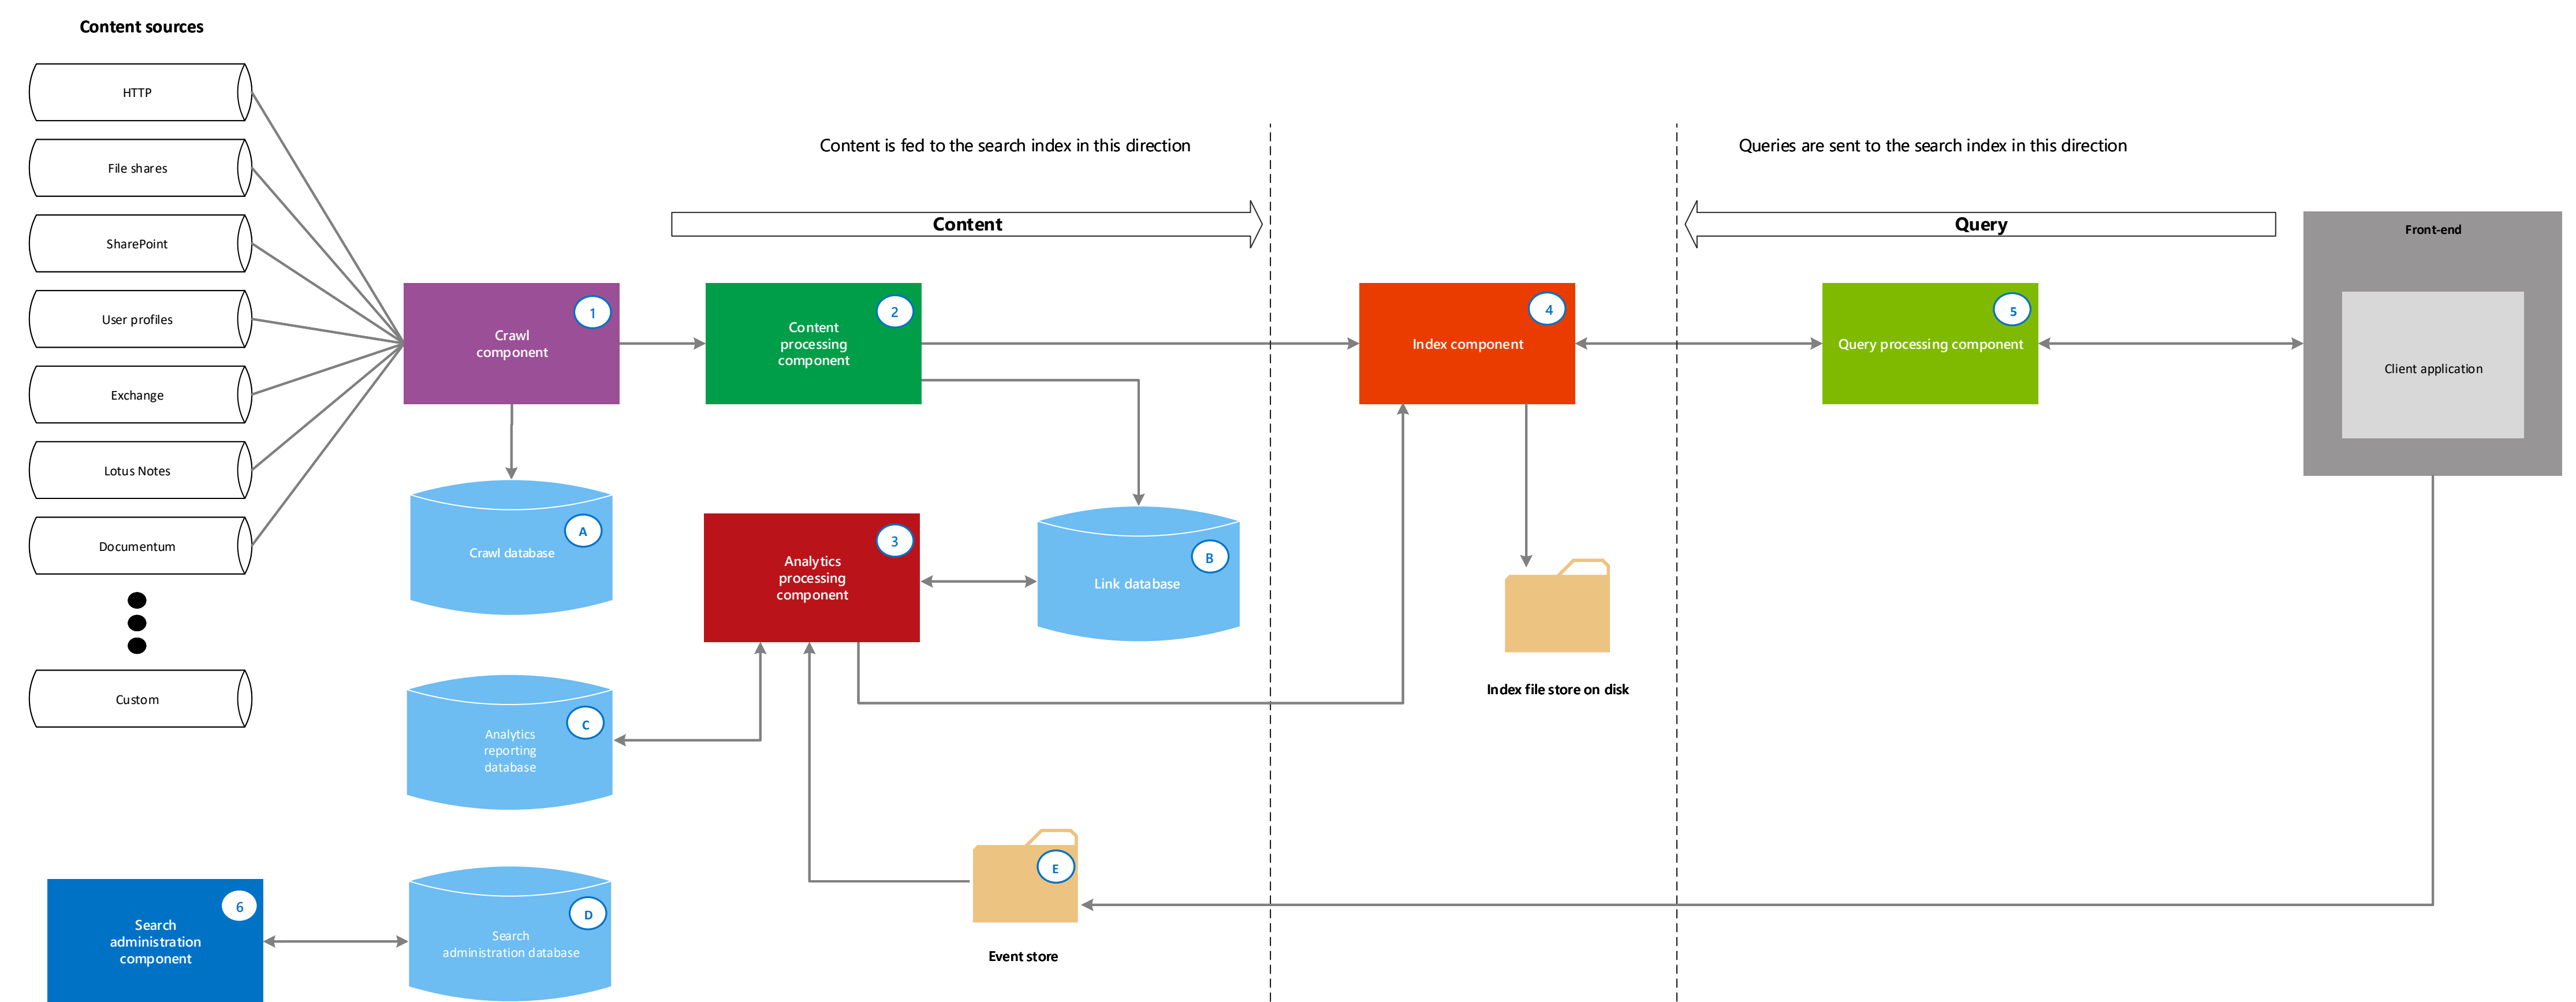 Content sources
HTTP
File shares
SharePoint
User profiles
Exchange
Lotus Notes
Documentum
Custom
Content is fed to the search index in this direction
Content
Queries are sent to the search index in this direction
Query
1
Crawl
component
2
Content
processing
component
4
Index component
5
Query processing component
Front-end
Client application
A
Crawl database
3
Analytics
processing
component
B
Link database
Index file store on disk
C
Analytics
reporting
database
E
Event store
6
Search
administration
component
D
Search
administration database